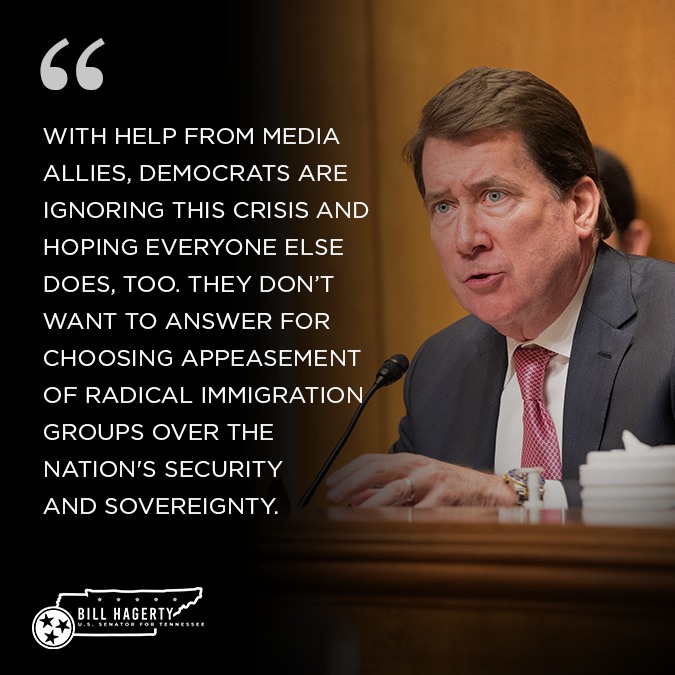 WITH HELP FROM MEDIA
ALLIES, DEMOCRATS ARE
IGNORING THIS CRISIS AND
HOPING EVERYONE ELSE
DOES, TOO. THEY DON’T
WANT TO ANSWER FOR
CHOOSING APPEASEMENT
OF RADICAL IMMIGRATION
GROUPS OVER THE
NATION'S SECURITY
AND SOVEREIGNTY.
BILL HAGERTY
U.S. SENATOR FOR TENNESSEE